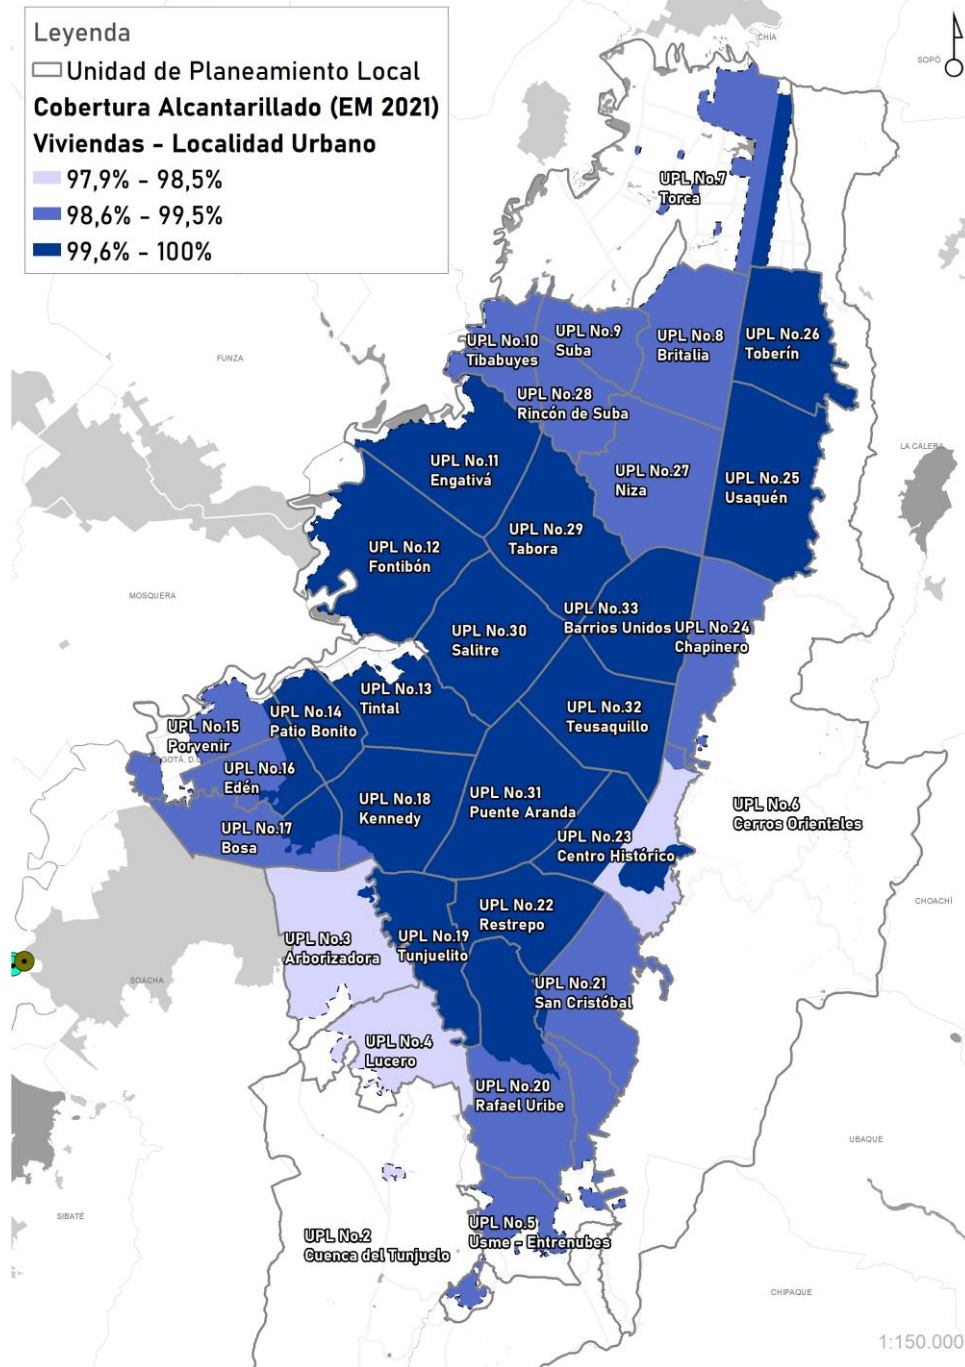 Leyenda
Unidad de Planeamiento Local
Cobertura Alcantarillado (EM 2021)
Viviendas - Localidad Urbano
97,9% - 98,5%
98,6% - 99,5%
99,6% - 100%
CHÍA
SOPÓ
UPL No.7
Torca
UPL No.26
Toberín
UPL No.9
Suba
UPL No.8
Britalia
UPL No.10
Tibabuyes
FUNZA
UPL No.28
Rincón de Suba
LA CALERA
UPL No.11
Engativá
UPL No.27
Niza
UPL No.25
Usaquén
UPL No.29
Tabora
UPL No.12
Fontibón
MOSQUERA
UPL No.33
Barrios Unidos
UPL No.24
Chapinero
UPL No.30
Salitre
UPL No.13
Tintal
UPL No.14
Patio Bonito
UPL No.32
Teusaquillo
UPL No.15
Porvenir
GOTÁ, D.C
UPL No.16
Edén
UPL No.18
Kennedy
UPL No.31
Puente Aranda
UPL No.6
Cerros Orientales
UPL No.17
Bosa
UPL No.23
Centro Histórico
CHOACHÍ
UPL No.22
Restrepo
UPL No.3
Arborizadora
UPL No.19
Tunjuelito
SOACHA
UPL No.21
San Cristóbal
UPL No.4
Lucero
UPL No.20
Rafael Uribe
UBAQUE
SIBATÉ
UPL No.2
Cuenca del Tunjuelo
UPL No.5
Usme - Entrenubes
CHIPAQUE
1:150.000